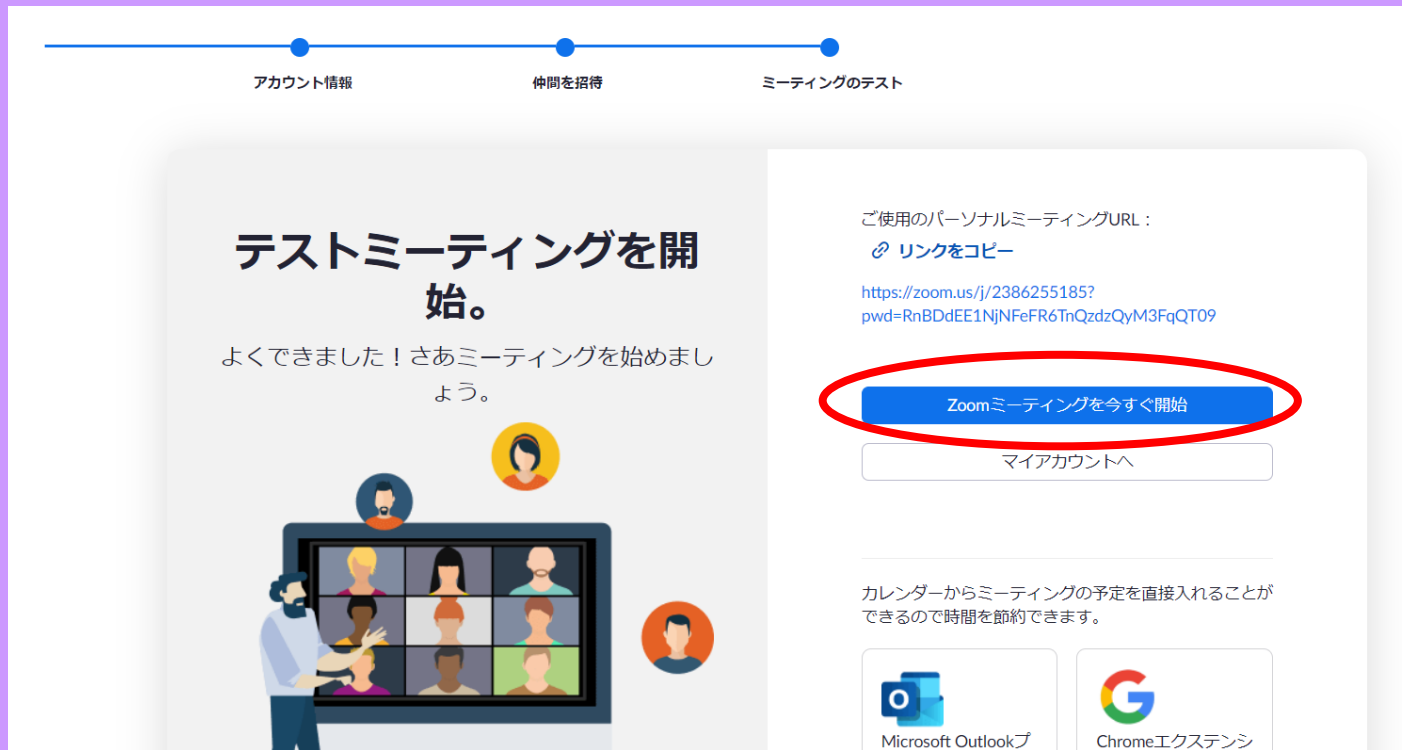 アカウント情報
仲間を招待
ミーティングのテスト
テストミーティングを開
始。
よくできました！さあミーティングを始めまし
ょう。
ご使用のパーソナルミーティングURL：
リンクをコピー
https://zoom.us/j/2386255185?
pwd=RnBDdEE1NjNFeFR6TnQzdzQyM3FqQT09
Zoomミーティングを今すぐ開始
マイアカウントへ
カレンダーからミーティングの予定を直接入れることが
できるので時間を節約できます。
Microsoft Outlookプ
Chromeエクステンシ